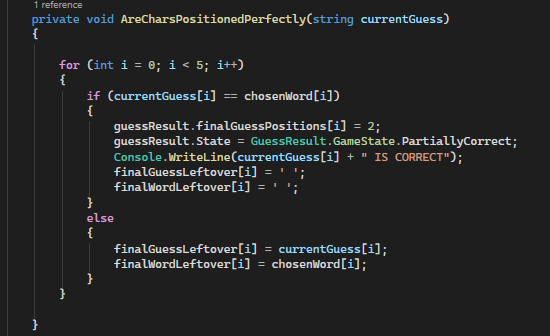 1 reference
private void AreCharsPositionedPerfectly(string currentGuess)
{
for (int i = 0; i < 5; i++)
{
if (currentGuess[i] == chosenWord[i])
{
guessResult.finalGuessPositions[i] = 2;
guessResult.State = GuessResult.GameState.PartiallyCorrect;
Console.WriteLine(currentGuess[i] + " IS CORRECT");
finalGuessLeftover[i] = ' ';
finalWordLeftover[i] = ' ';
}
else
{
finalGuessLeftover[i] = currentGuess[i];
finalWordLeftover[i] = chosenWord[i];
}
}
}